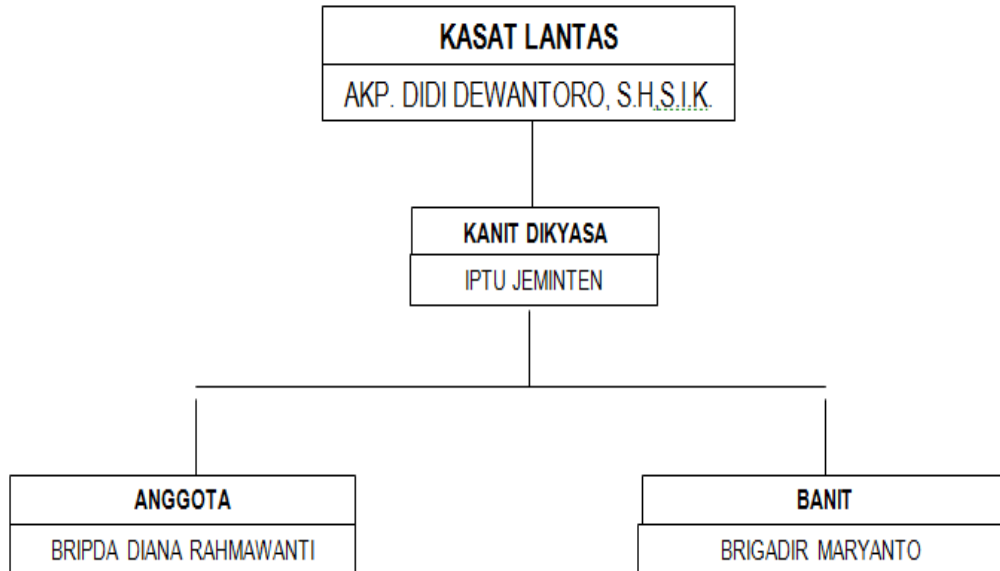 KASAT LANTAS
AKP. DIDI DEWANTORO, S.H,S.I.K.
KANIT DIKYASA
IPTU JEMINTEN
ANGGOTA
BRIPDA DIANA RAHMAWANTI
BANIT
BRIGADIR MARYANTO